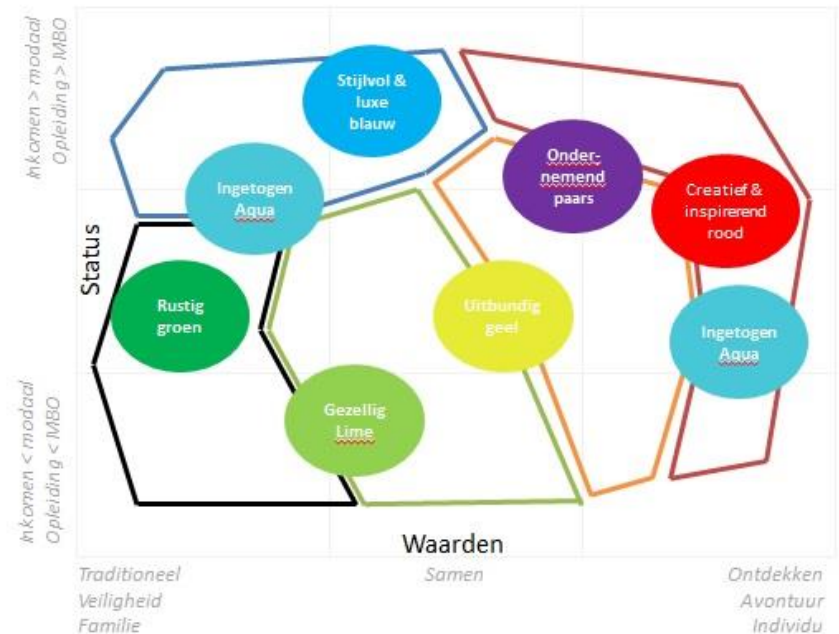 Inkomen > modaal
Opleiding > MBO
Stijlvol &
luxe
blauw
Onder-
nemend
paars
Ingetogen
Aqua
Creatief &
inspirerend
rood
Status
Rustig
groen
Uitbundig
geel
Ingetogen
Aqua
Gezellig
Lime
Inkomen < modaal
Opleiding < MBO
Waarden
Traditioneel
Veiligheid
Familie
Samen
Ontdekken
Avontuur
Individu